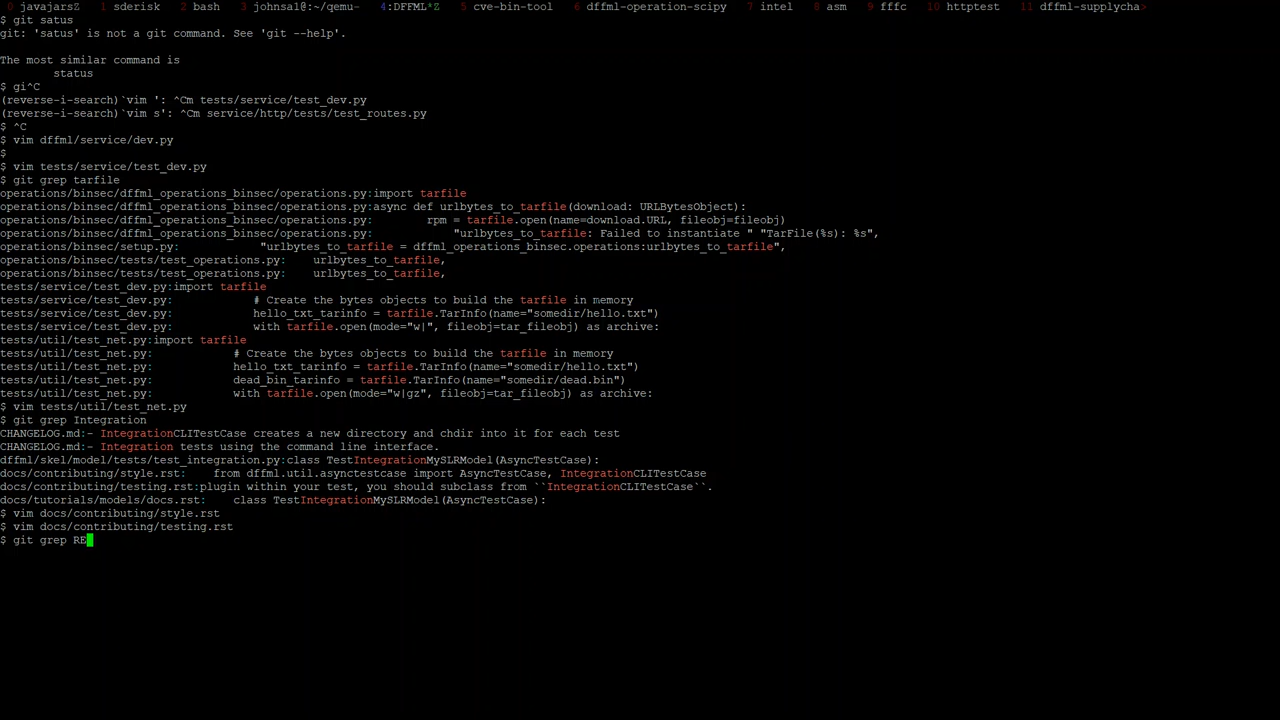 0 javajarsZ  1 sderisk  2 bash  3 johnsal@:~/qemu-  4:DFFML*Z  5 cve-bin-tool  6 dffml-operation-scipy  7 intel  8 asm  9 fffc  10 httptest  11 dffml-supplycha>
$ git satus
git: 'satus' is not a git command. See 'git --help'.
The most similar command is
        status
$ gi^C
(reverse-i-search)`vim ': ^Cm tests/service/test_dev.py
(reverse-i-search)`vim s': ^Cm service/http/tests/test_routes.py
$ ^C
$ vim dffml/service/dev.py
$
$ vim tests/service/test_dev.py
$ git grep tarfile
operations/binsec/dffml_operations_binsec/operations.py:import tarfile
operations/binsec/dffml_operations_binsec/operations.py:async def urlbytes_to_tarfile(download: URLBytesObject):
operations/binsec/dffml_operations_binsec/operations.py:        rpm = tarfile.open(name=download.URL, fileobj=fileobj)
operations/binsec/dffml_operations_binsec/operations.py:            "urlbytes_to_tarfile: Failed to instantiate " "TarFile(%s): %s",
operations/binsec/setup.py:            "urlbytes_to_tarfile = dffml_operations_binsec.operations:urlbytes_to_tarfile",
operations/binsec/tests/test_operations.py:    urlbytes_to_tarfile,
operations/binsec/tests/test_operations.py:    urlbytes_to_tarfile,
tests/service/test_dev.py:import tarfile
tests/service/test_dev.py:            # Create the bytes objects to build the tarfile in memory
tests/service/test_dev.py:            hello_txt_tarinfo = tarfile.TarInfo(name="somedir/hello.txt")
tests/service/test_dev.py:            with tarfile.open(mode="w|", fileobj=tar_fileobj) as archive:
tests/util/test_net.py:import tarfile
tests/util/test_net.py:            # Create the bytes objects to build the tarfile in memory
tests/util/test_net.py:            hello_txt_tarinfo = tarfile.TarInfo(name="somedir/hello.txt")
tests/util/test_net.py:            dead_bin_tarinfo = tarfile.TarInfo(name="somedir/dead.bin")
tests/util/test_net.py:            with tarfile.open(mode="w|gz", fileobj=tar_fileobj) as archive:
$ vim tests/util/test_net.py
$ git grep Integration
CHANGELOG.md:- IntegrationCLITestCase creates a new directory and chdir into it for each test
CHANGELOG.md:- Integration tests using the command line interface.
dffml/skel/model/tests/test_integration.py:class TestIntegrationMySLRModel(AsyncTestCase):
docs/contributing/style.rst:    from dffml.util.asynctestcase import AsyncTestCase, IntegrationCLITestCase
docs/contributing/testing.rst:plugin within your test, you should subclass from ``IntegrationCLITestCase``.
docs/tutorials/models/docs.rst:    class TestIntegrationMySLRModel(AsyncTestCase):
$ vim docs/contributing/style.rst
$ vim docs/contributing/testing.rst
$ git grep RE